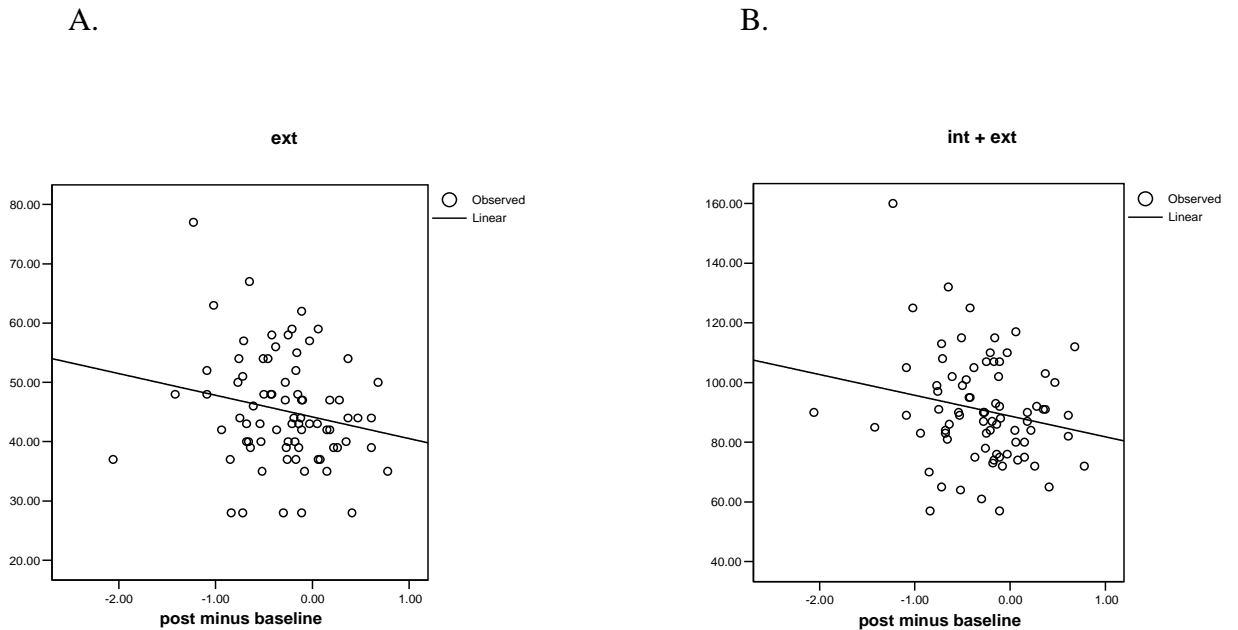 A.
B.
ext
80.00
70.00
60.00
50.00
40.00
30.00
20.00
-2.00 -1.00 0.00 1.00
post minus baseline
Observed
Linear
int + ext
160.00
140.00
120.00
100.00
80.00
60.00
40.00
-2.00 -1.00 0.00 1.00
post minus baseline
Observed
Linear